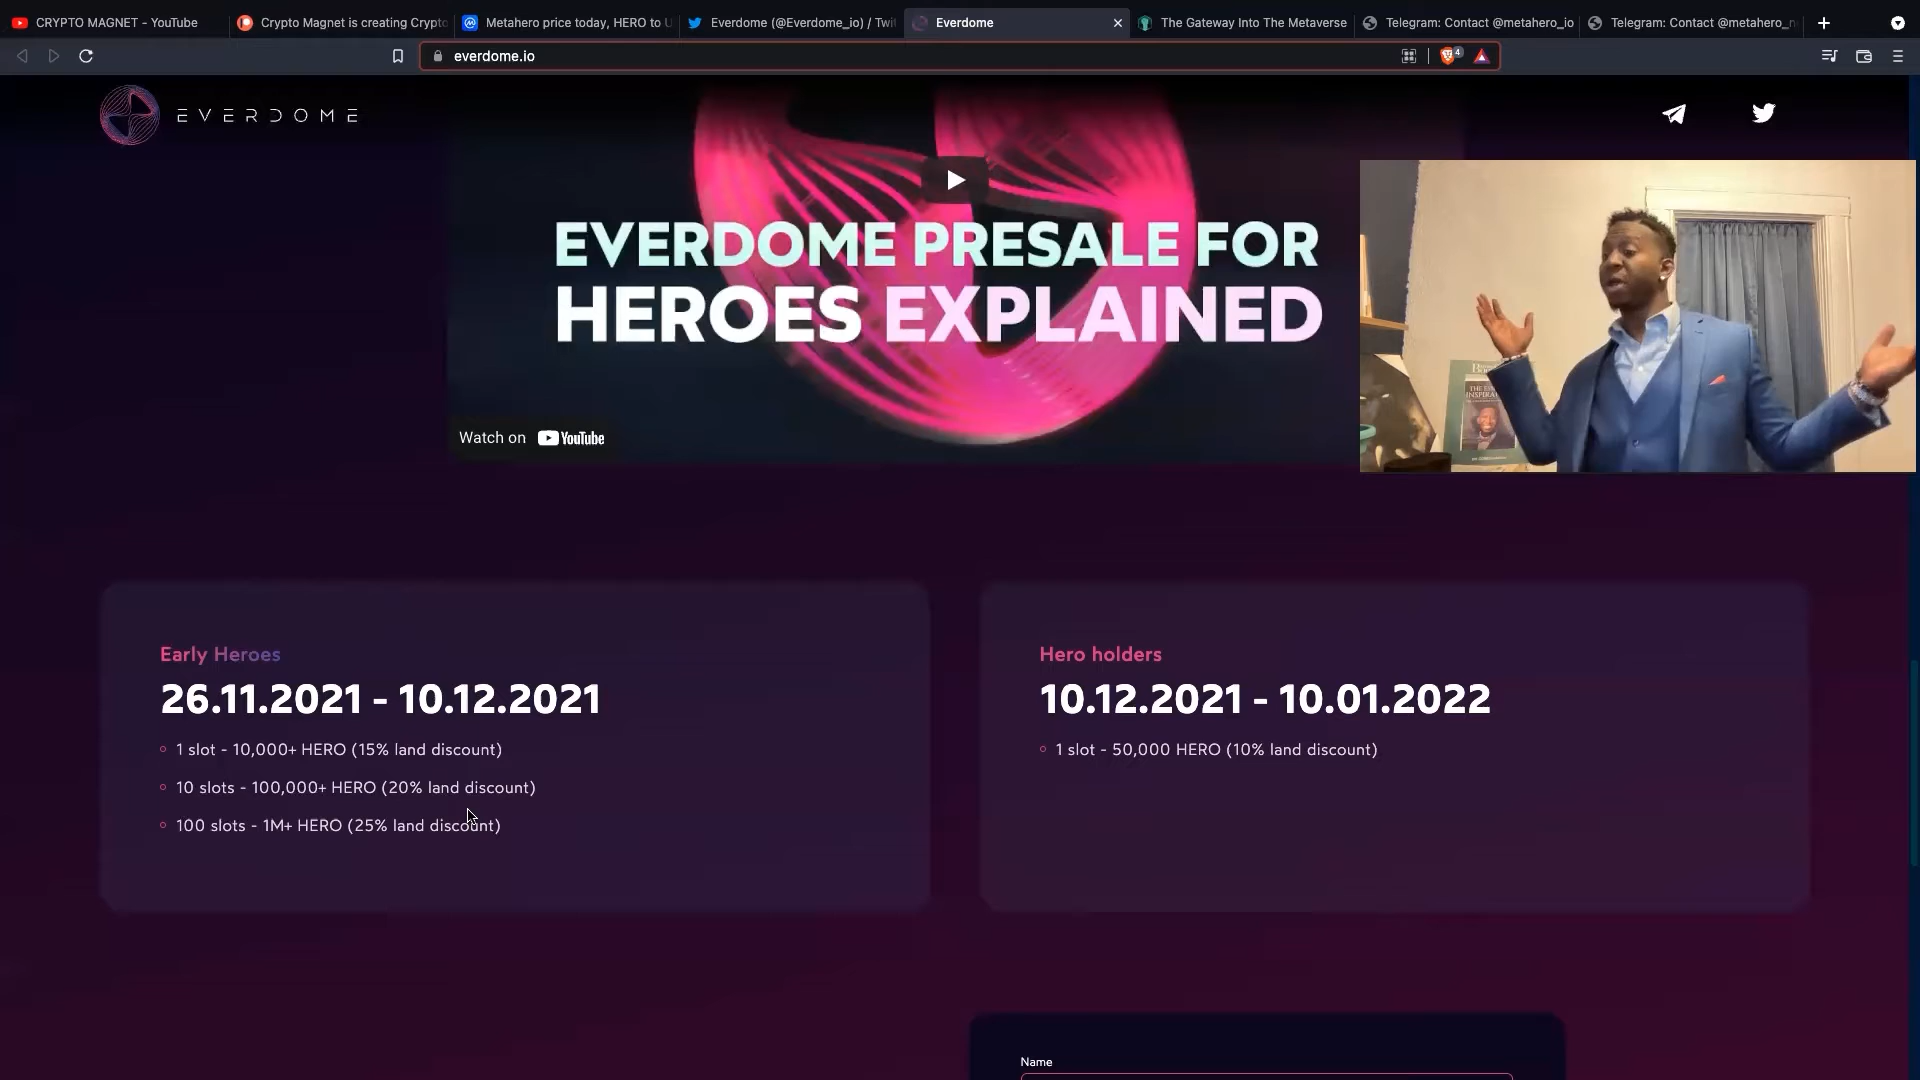 CRYPTO MAGNET - YouTube
Crypto Magnet is creating Crypto
Metahero price today, HERO to U
Everdome (@Everdome_io) / Twi
Everdome
The Gateway Into The Metaverse
Telegram: Contact @metahero_io
Telegram: Contact @metahero_n
everdome.io
4
EVERDOME
EVERDOME PRESALE FOR
HEROES EXPLAINED
Watch on YouTube
Early Heroes
26.11.2021 - 10.12.2021
1 slot - 10,000+ HERO (15% land discount)
10 slots - 100,000+ HERO (20% land discount)
100 slots - 1M+ HERO (25% land discount)
Hero holders
10.12.2021 - 10.01.2022
1 slot - 50,000 HERO (10% land discount)
Name